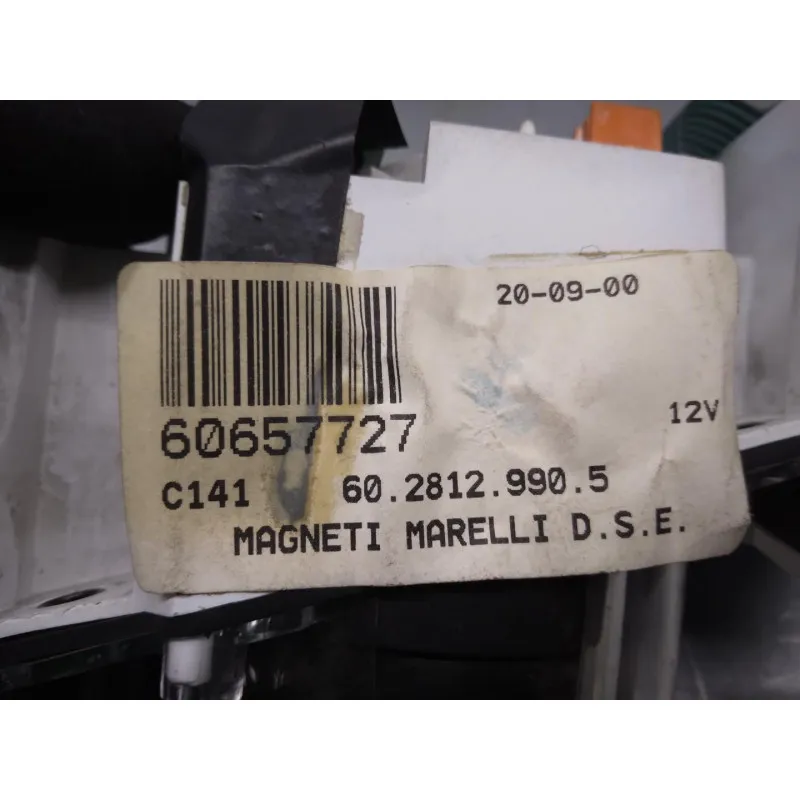 20-09-00
60657727
12V
C141 60.2812.990.5
MAGNETI MARELLI D.S.E.